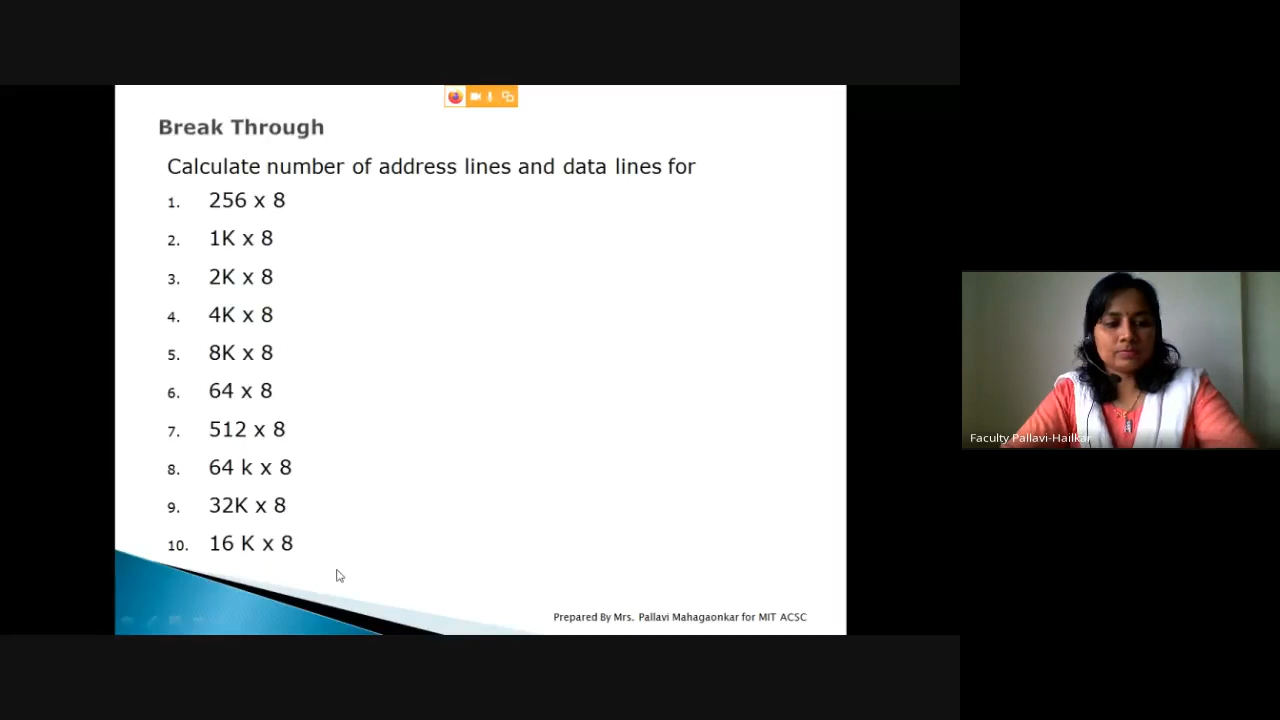 Break Through
Calculate number of address lines and data lines for
1. 256 x 8
2. 1K x 8
3. 2K x 8
4. 4K x 8
5. 8K x 8
6. 64 x 8
7. 512 x 8
8. 64 k x 8
9. 32K x 8
10. 16 K x 8
Prepared By Mrs. Pallavi Mahagaonkar for MIT ACSC
Faculty Pallavi-Hailkar